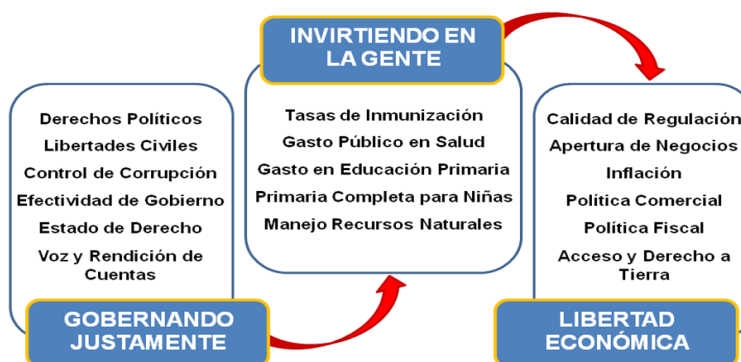 Derechos Políticos
Libertades Civiles
Control de Corrupción
Efectividad de Gobierno
Estado de Derecho
Voz y Rendición de
Cuentas
GOBERNANDO
JUSTAMENTE
INVIRTIENDO EN
LA GENTE
Tasas de Inmunización
Gasto Público en Salud
Gasto en Educación Primaria
Primaria Completa para Niñas
Manejo Recursos Naturales
Calidad de Regulación
Apertura de Negocios
Inflación
Política Comercial
Política Fiscal
Acceso y Derecho a
Tierra
LIBERTAD
ECONÓMICA